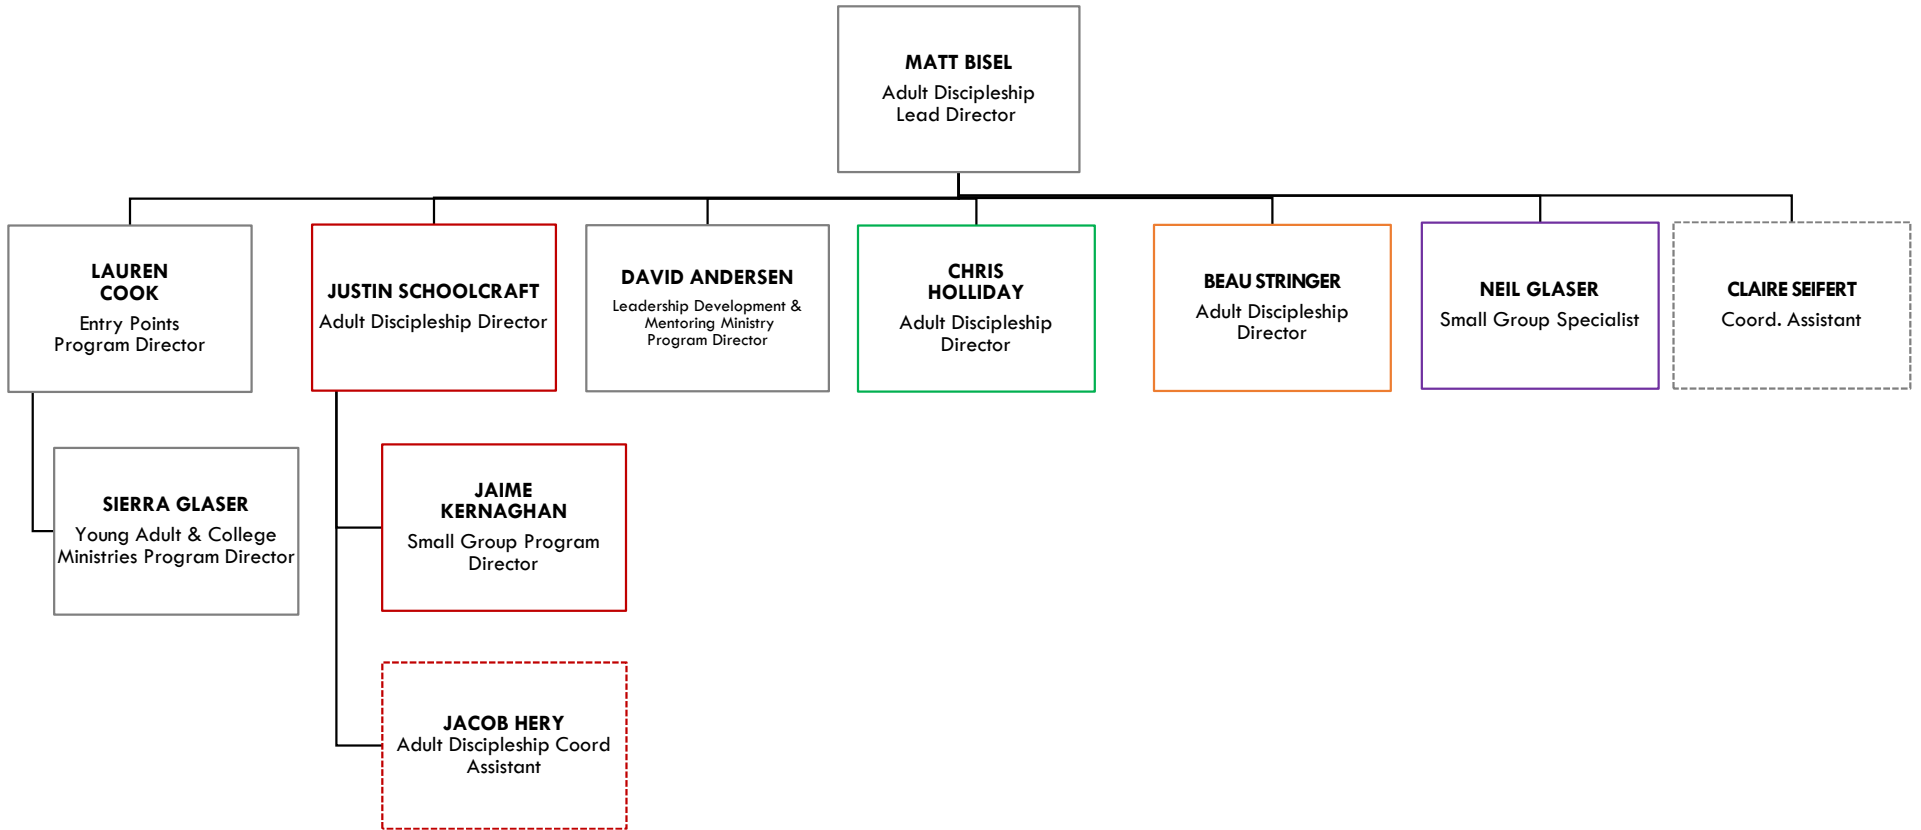 MATT BISEL
Adult Discipleship
Lead Director
LAUREN
COOK
Entry Points
Program Director
JUSTIN SCHOOLCRAFT
Adult Discipleship Director
DAVID ANDERSEN
Leadership Development &
Mentoring Ministry
Program Director
CHRIS
HOLLIDAY
Adult Discipleship
Director
BEAU STRINGER
Adult Discipleship
Director
NEIL GLASER
Small Group Specialist
CLAIRE SEIFERT
Coord. Assistant
SIERRA GLASER
Young Adult & College
Ministries Program Director
JAIME
KERNAGHAN
Small Group Program
Director
JACOB HERY
Adult Discipleship Coord
Assistant